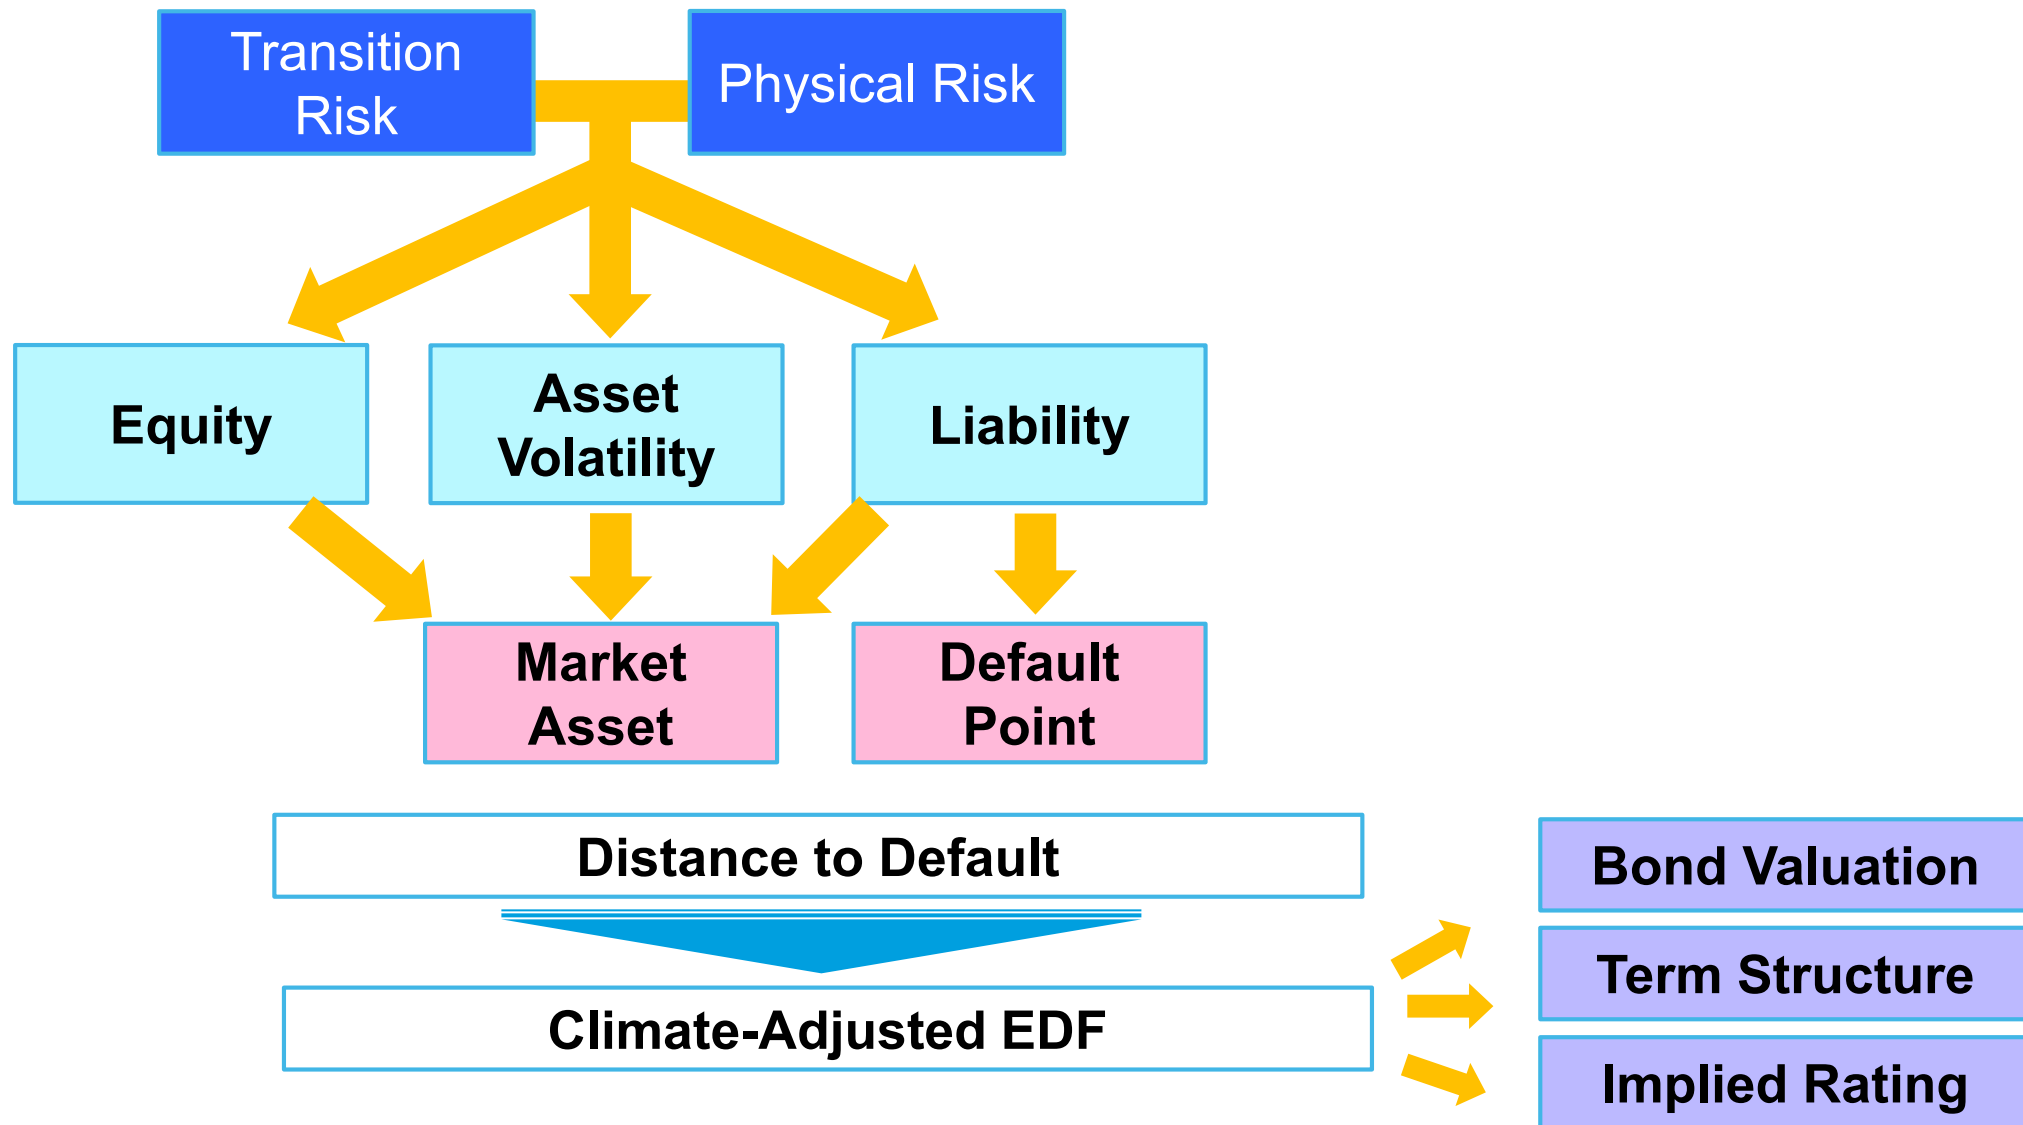 Transition
Risk
Physical Risk
Equity
Asset
Volatility
Liability
Market
Asset
Default
Point
Distance to Default
Climate-Adjusted EDF
Bond Valuation
Term Structure
Implied Rating